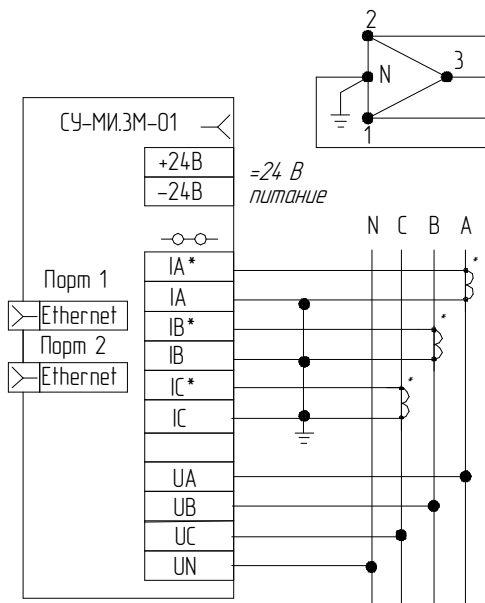 2
3
N
1
СУ-МИ.3М-01
+24В
-24В
=24 В
питание
N C B A
IA*
*
Порт 1
IA
Ethernet
IB*
*
Порт 2
IB
Ethernet
IC*
*
IC
UA
UB
UC
UN